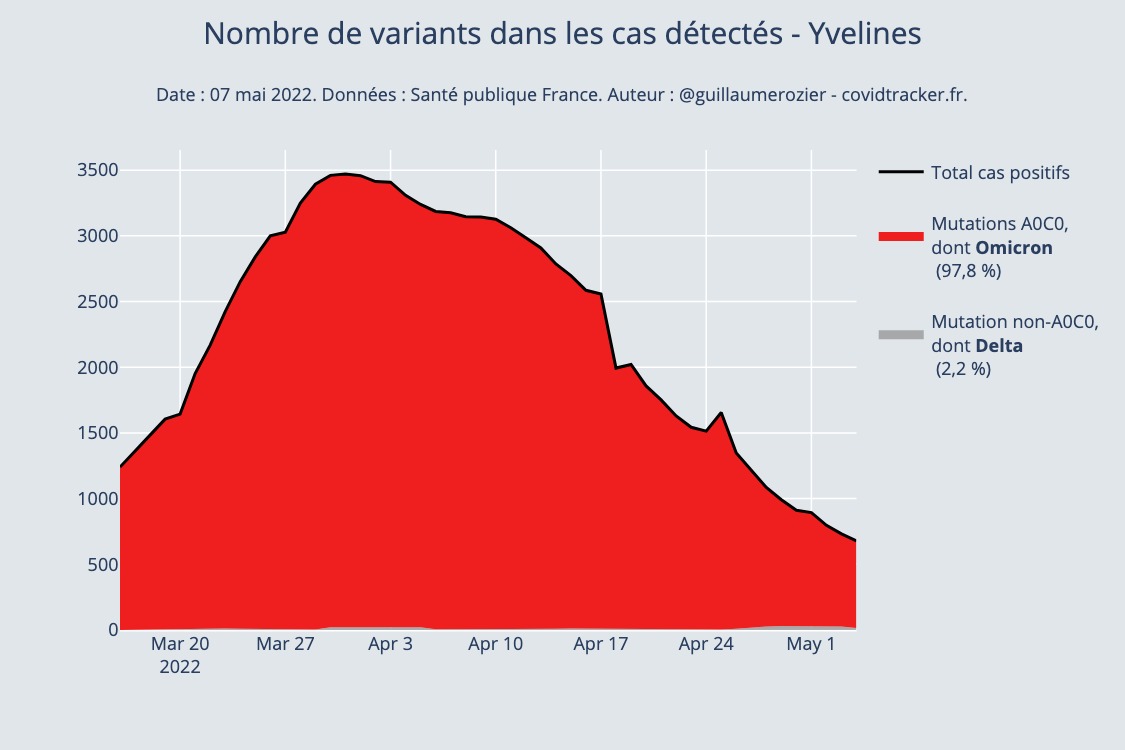 Nombre de variants dans les cas détectés - Yvelines
Date : 07 mai 2022. Données : Santé publique France. Auteur : @guillaumerozier - covidtracker.fr.
3500
3000
2500
2000
1500
1000
500
0
Mar 20
2022
Mar 27
Apr 3
Apr 10
Apr 17
Apr 24
May 1
Total cas positifs
Mutations A0C0,
dont Omicron
(97,8 %)
Mutation non-A0C0,
dont Delta
(2,2 %)